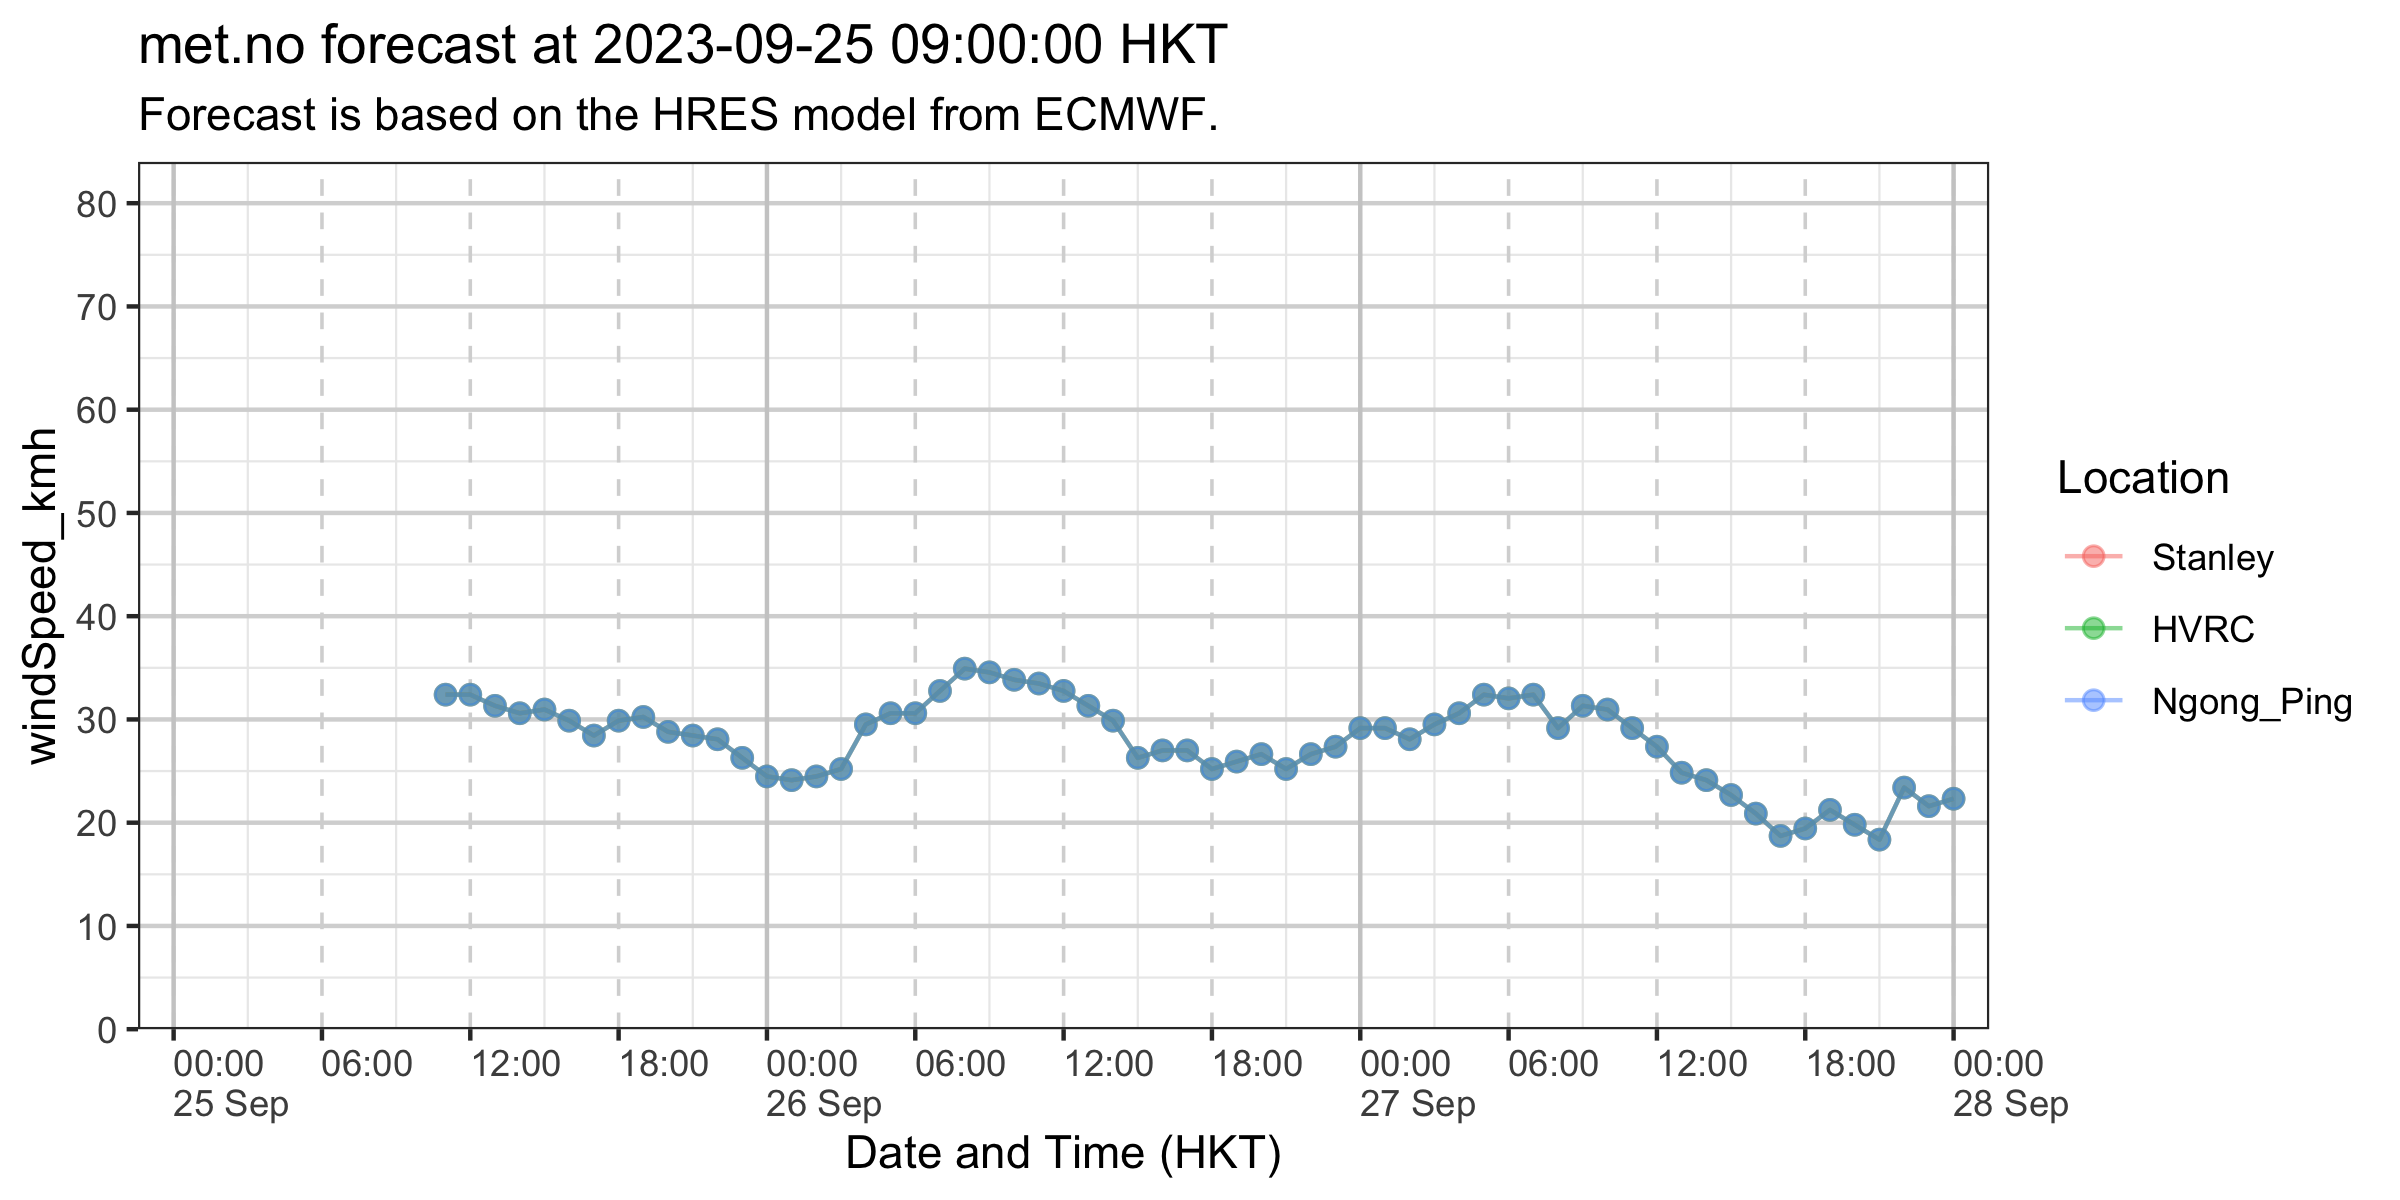 met.no forecast at 2023-09-25 09:00:00 HKT
Forecast is based on the HRES model from ECMWF.
windSpeed_kmh
80
70
60
50
40
30
20
10
0
00:00 06:00 12:00 18:00 00:00 06:00 12:00 18:00 00:00 06:00 12:00 18:00 00:00
25 Sep 26 Sep 27 Sep 28 Sep
Date and Time (HKT)
Location
Stanley
HVRC
Ngong_Ping